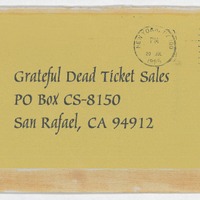 Grateful Dead Ticket Sales
PO Box CS-8150
San Rafael, CA 94912